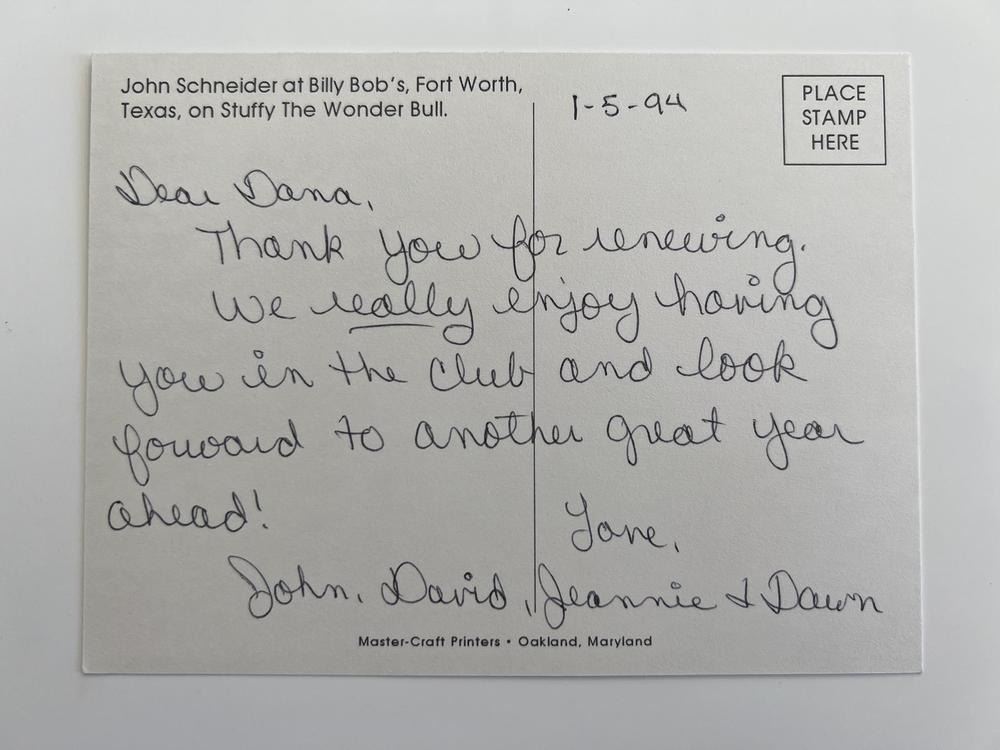 John Schneider at Billy Bob's, Fort Worth,
Texas, on Stuffy The Wonder Bull.
1-5-94
PLACE
STAMP
HERE
Dear Dana,
Thank you for renewing.
We really enjoy having
you in the club and look
forward to another great year
ahead!
Love,
John, David, Jeannie & Dawn
Master-Craft Printers • Oakland, Maryland